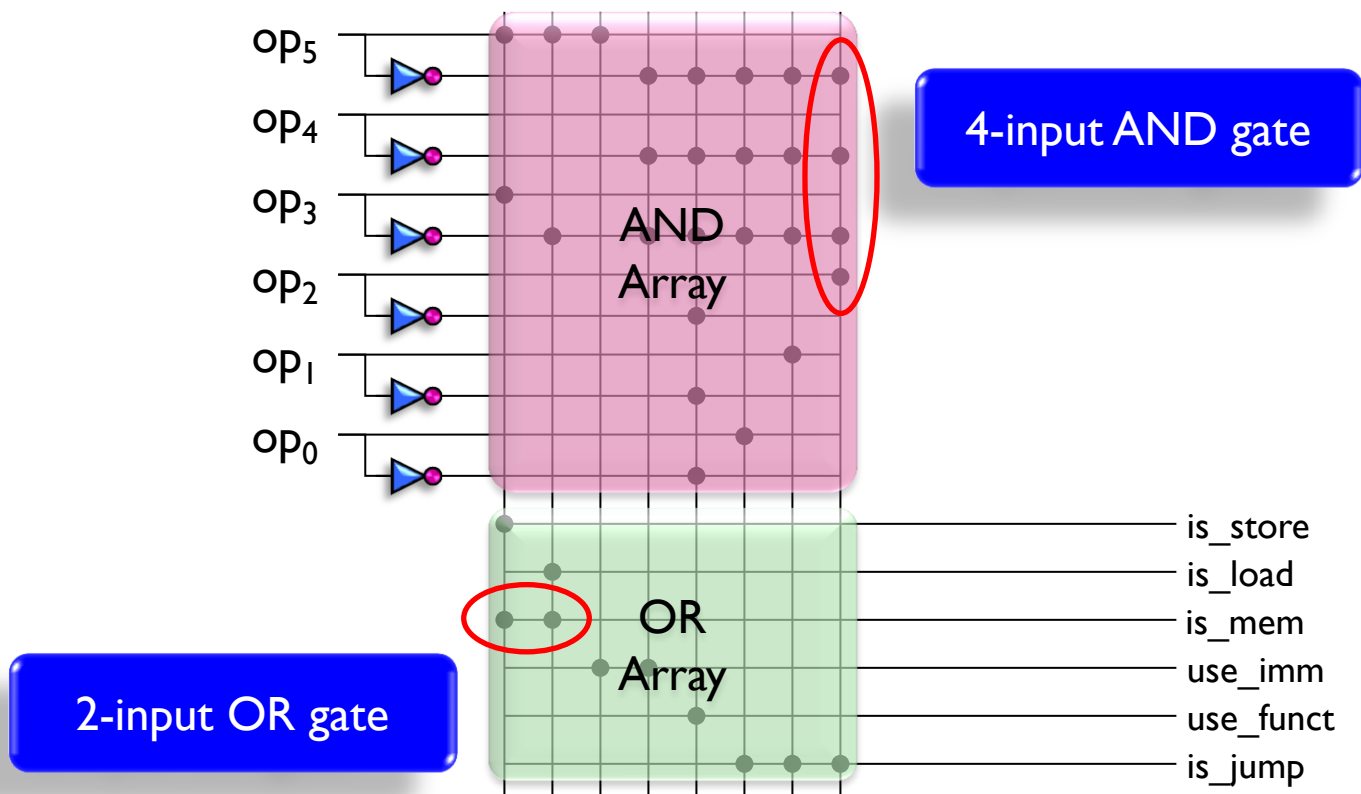 op5
4-input AND gate
op4
op3
AND
Array
op2
op1
op0
is_store
is_load
OR
Array
is_mem
use_imm
2-input OR gate
use_funct
is_jump